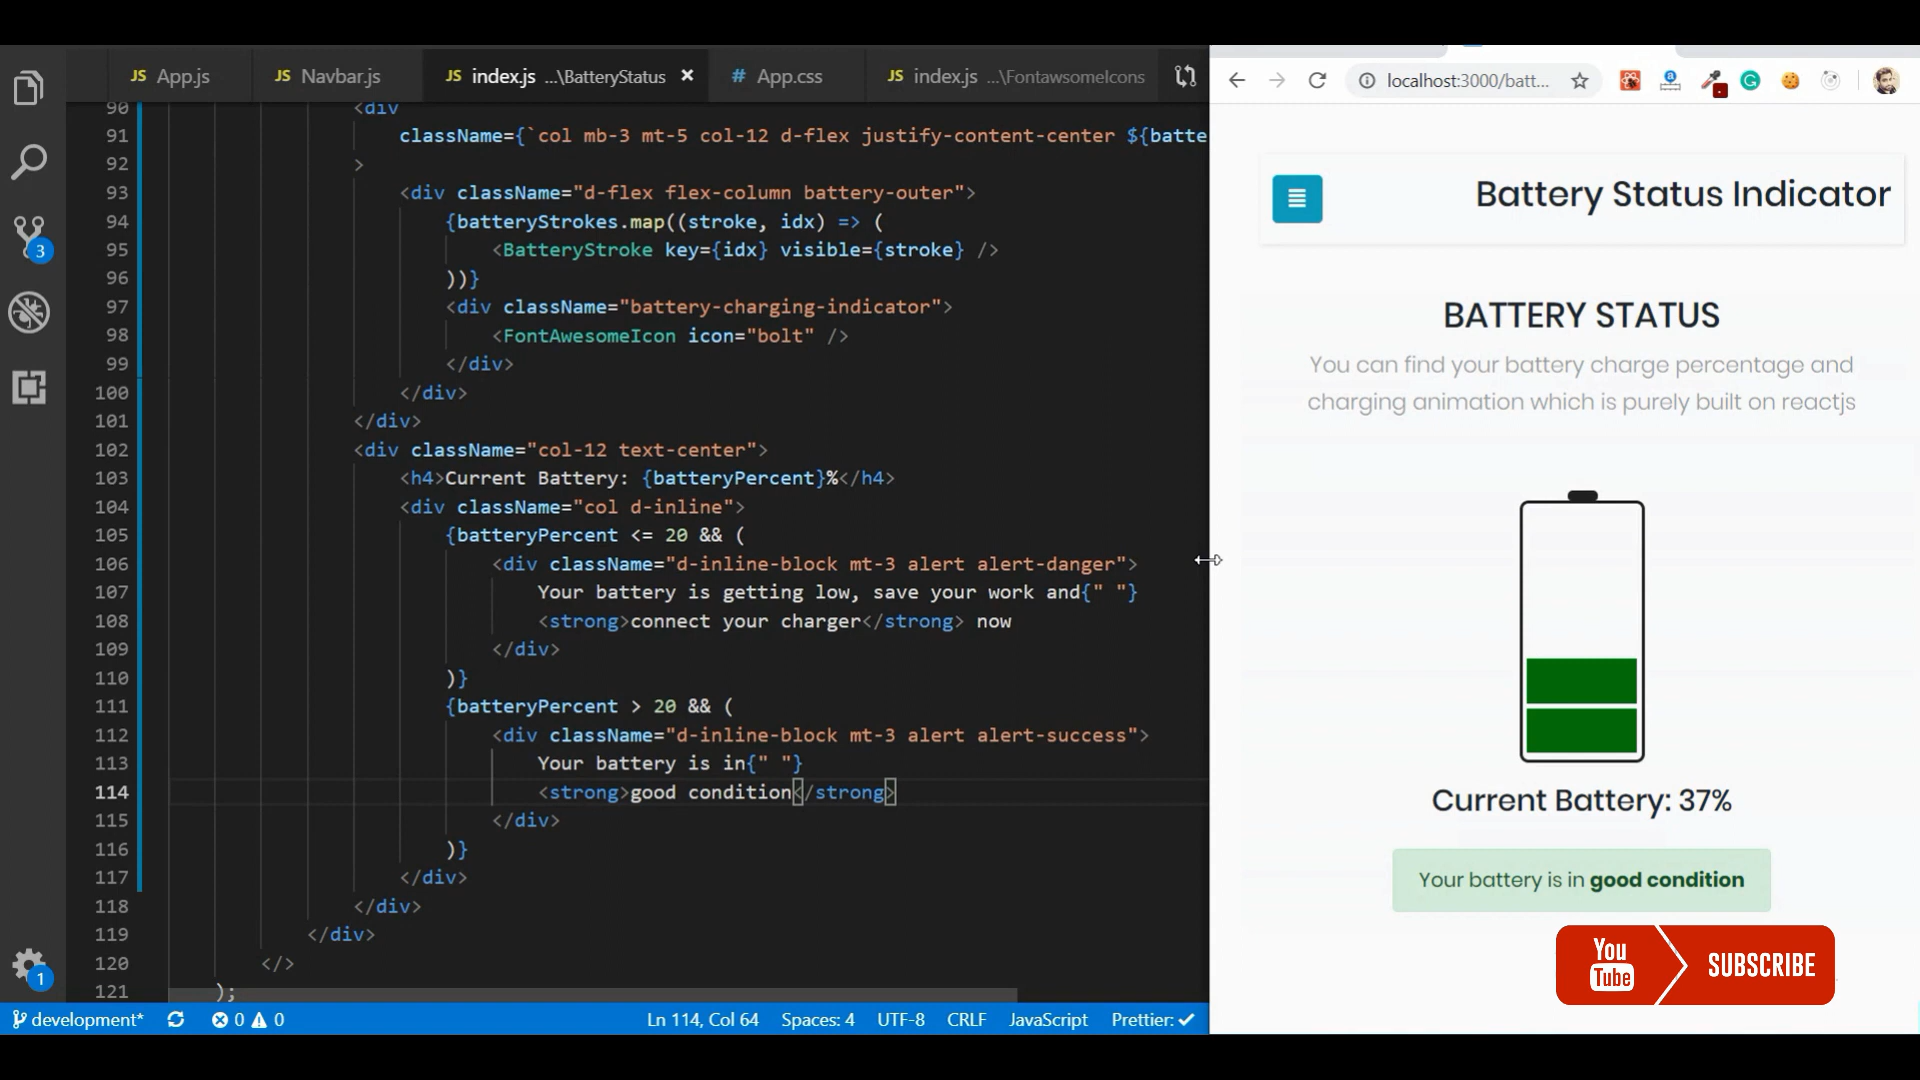 JS App.js
JS Navbar.js
JS index.js ...\BatteryStatus ×
# App.css
JS index.js ...\FontawsomeIcons
90 <div
91 className={`col mb-3 mt-5 col-12 d-flex justify-content-center ${batte
92 >
93 <div className="d-flex flex-column battery-outer">
94 {batteryStrokes.map((stroke, idx) => (
95 <BatteryStroke key={idx} visible={stroke} />
96 ))}
97 <div className="battery-charging-indicator">
98 <FontAwesomeIcon icon="bolt" />
99 </div>
100 </div>
101 </div>
102 <div className="col-12 text-center">
103 <h4>Current Battery: {batteryPercent}%</h4>
104 <div className="col d-inline">
105 {batteryPercent <= 20 && (
106 <div className="d-inline-block mt-3 alert alert-danger">
107 Your battery is getting low, save your work and{" "}
108 <strong>connect your charger</strong> now
109 </div>
110 )}
111 {batteryPercent > 20 && (
112 <div className="d-inline-block mt-3 alert alert-success">
113 Your battery is in{" "}
114 <strong>good condition</strong>
115 </div>
116 )}
117 </div>
118 </div>
119 </div>
120 </>
121 );
3
1
development* 0 0 Ln 114, Col 64 Spaces: 4 UTF-8 CRLF JavaScript Prettier: ✓
localhost:3000/batt...
Battery Status Indicator
BATTERY STATUS
You can find your battery charge percentage and
charging animation which is purely built on reactjs
Current Battery: 37%
Your battery is in good condition
You
Tube
SUBSCRIBE